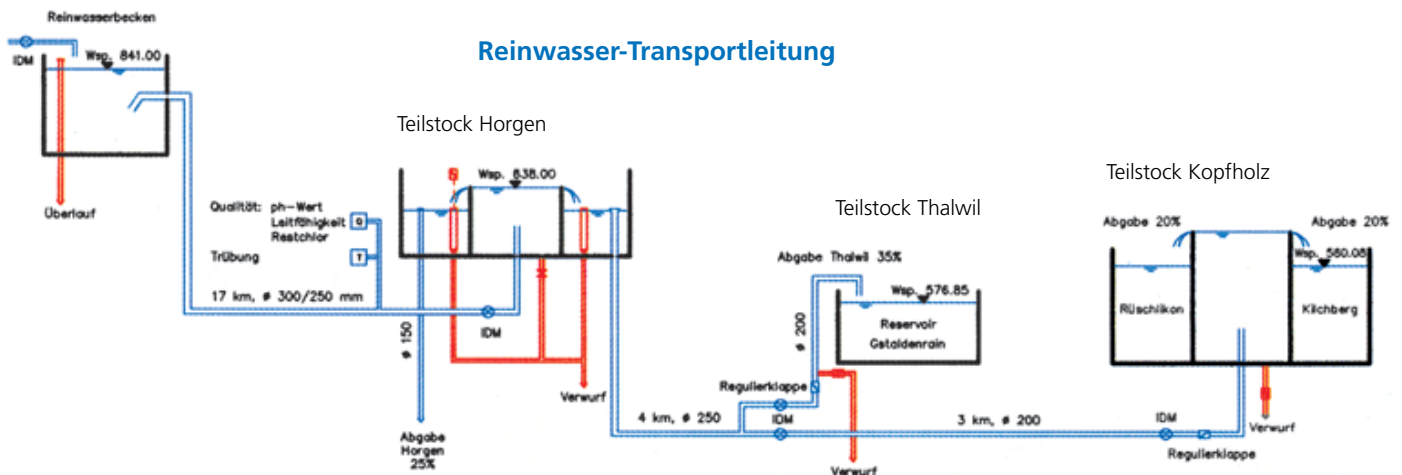 Reinwasserbecken
Reinwasser-Transportleitung
IDM
Wsp. 841.00
Überlauf
Teilstock Horgen
Wsp. 838.00
Qualität: ph-Wert
Leitfähigkeit
Restchlor
Q
Trübung
T
17 km, ø 300/250 mm
IDM
ø 150
Abgabe
Horgen
25%
Verwurf
4 km, ø 250
Teilstock Thalwil
Abgabe Thalwil 35%
Wsp. 576.85
Reservoir
Gstaldenrain
ø 200
Regulierklappe
IDM
Verwurf
3 km, ø 200
Teilstock Kopfholz
Abgabe 20%
Abgabe 20%
Wsp. 560.08
Rüschlikon
Kilchberg
IDM
Regulierklappe
Verwurf